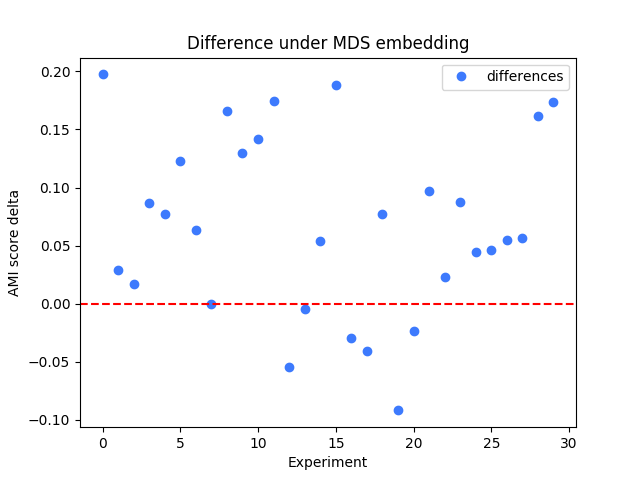 Difference under MDS embedding
differences
AMI score delta
0.20
0.15
0.10
0.05
0.00
−0.05
−0.10
0 5 10 15 20 25 30
Experiment